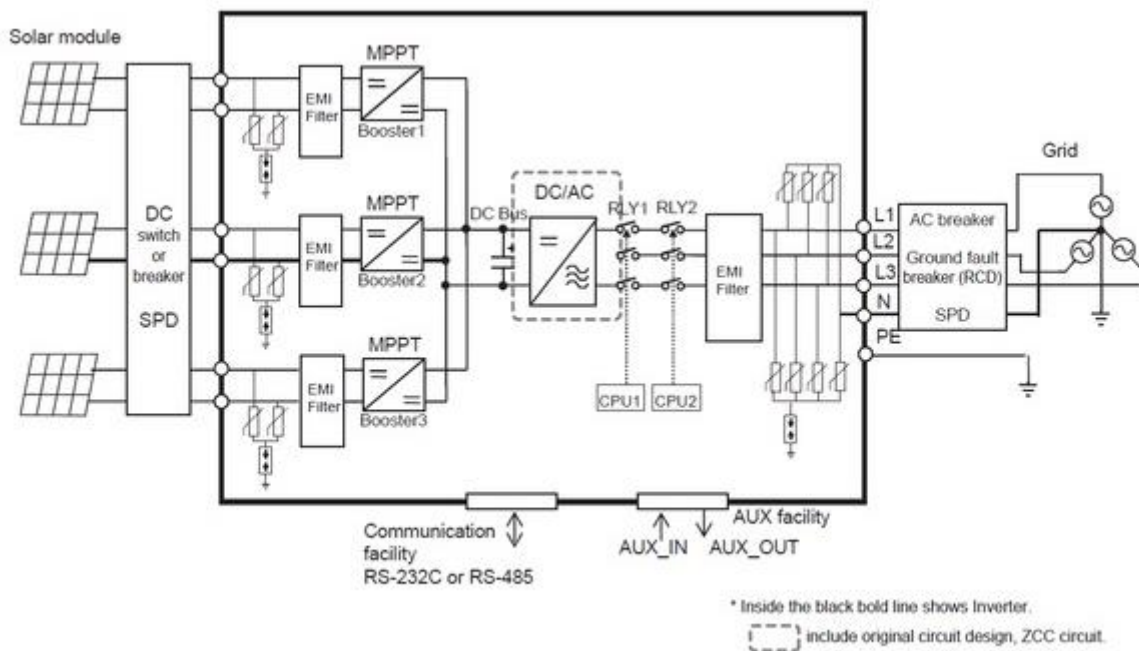 Solar module
MPPT
EMI
Filter
Booster1
DC
switch
or
breaker
SPD
MPPT
EMI
Filter
Booster2
MPPT
EMI
Filter
Booster3
DC Bus
+
DC/AC
RLY1
RLY2
CPU1
CPU2
EMI
Filter
L1
L2
L3
N
PE
AC breaker
Ground fault
breaker (RCD)
SPD
Grid
Communication
facility
RS-232C or RS-485
AUX facility
AUX_IN
AUX_OUT
* Inside the black bold line shows Inverter.
include original circuit design, ZCC circuit.